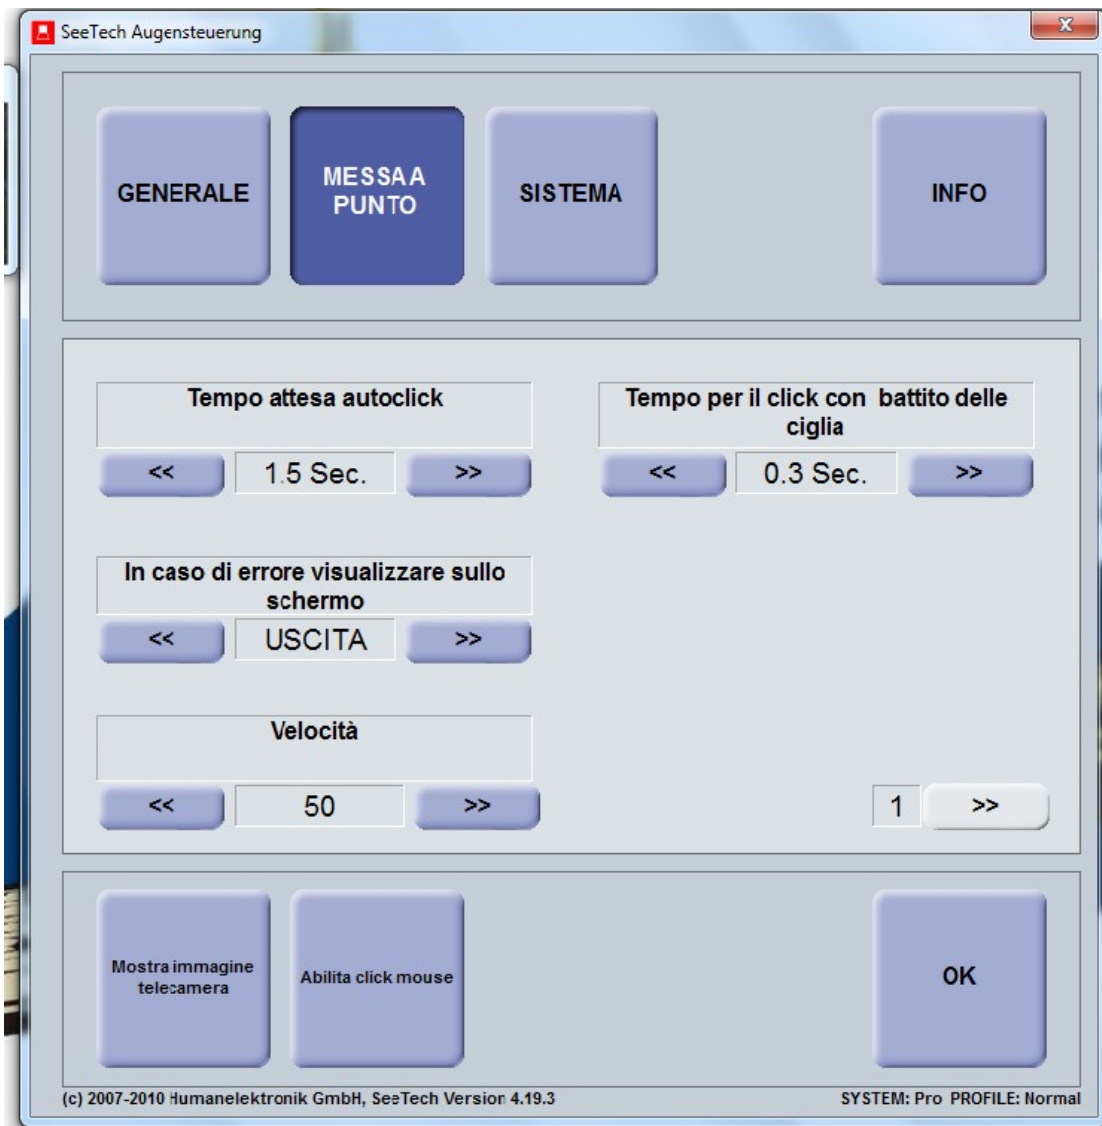 SeeTech Augensteuerung
x
GENERALE
MESSA A
PUNTO
SISTEMA
INFO
Tempo attesa autoclick
<< 1.5 Sec. >>
Tempo per il click con battito delle
ciglia
<< 0.3 Sec. >>
In caso di errore visualizzare sullo
schermo
<< USCITA >>
Velocità
<< 50 >>
1 >>
Mostra immagine
telecamera
Abilita click mouse
OK
(c) 2007-2010 Humanelektronik GmbH, SeeTech Version 4.19.3
SYSTEM: Pro PROFILE: Normal